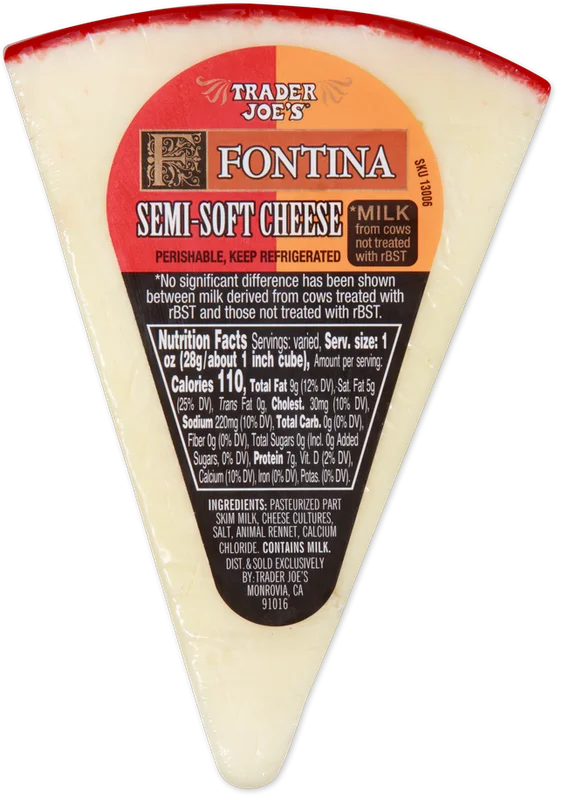 TRADER
JOE'S™
F FONTINA
SKU 13006
SEMI-SOFT CHEESE
*MILK
from cows
not treated
with rBST
PERISHABLE, KEEP REFRIGERATED
*No significant difference has been shown
between milk derived from cows treated with
rBST and those not treated with rBST.
Nutrition Facts Servings: varied, Serv. size: 1
oz (28g/about 1 inch cube), Amount per serving:
Calories 110, Total Fat 9g (12% DV), Sat. Fat 5g
(25% DV), Trans Fat 0g, Cholest. 30mg (10% DV),
Sodium 220mg (10% DV), Total Carb. 0g (0% DV),
Fiber 0g (0% DV), Total Sugars 0g (Incl. 0g Added
Sugars, 0% DV), Protein 7g, Vit. D (2% DV),
Calcium (10% DV), Iron (0% DV), Potas. (0% DV).
INGREDIENTS: PASTEURIZED PART
SKIM MILK, CHEESE CULTURES,
SALT, ANIMAL RENNET, CALCIUM
CHLORIDE. CONTAINS MILK.
DIST. & SOLD EXCLUSIVELY
BY: TRADER JOE'S
MONROVIA, CA
91016